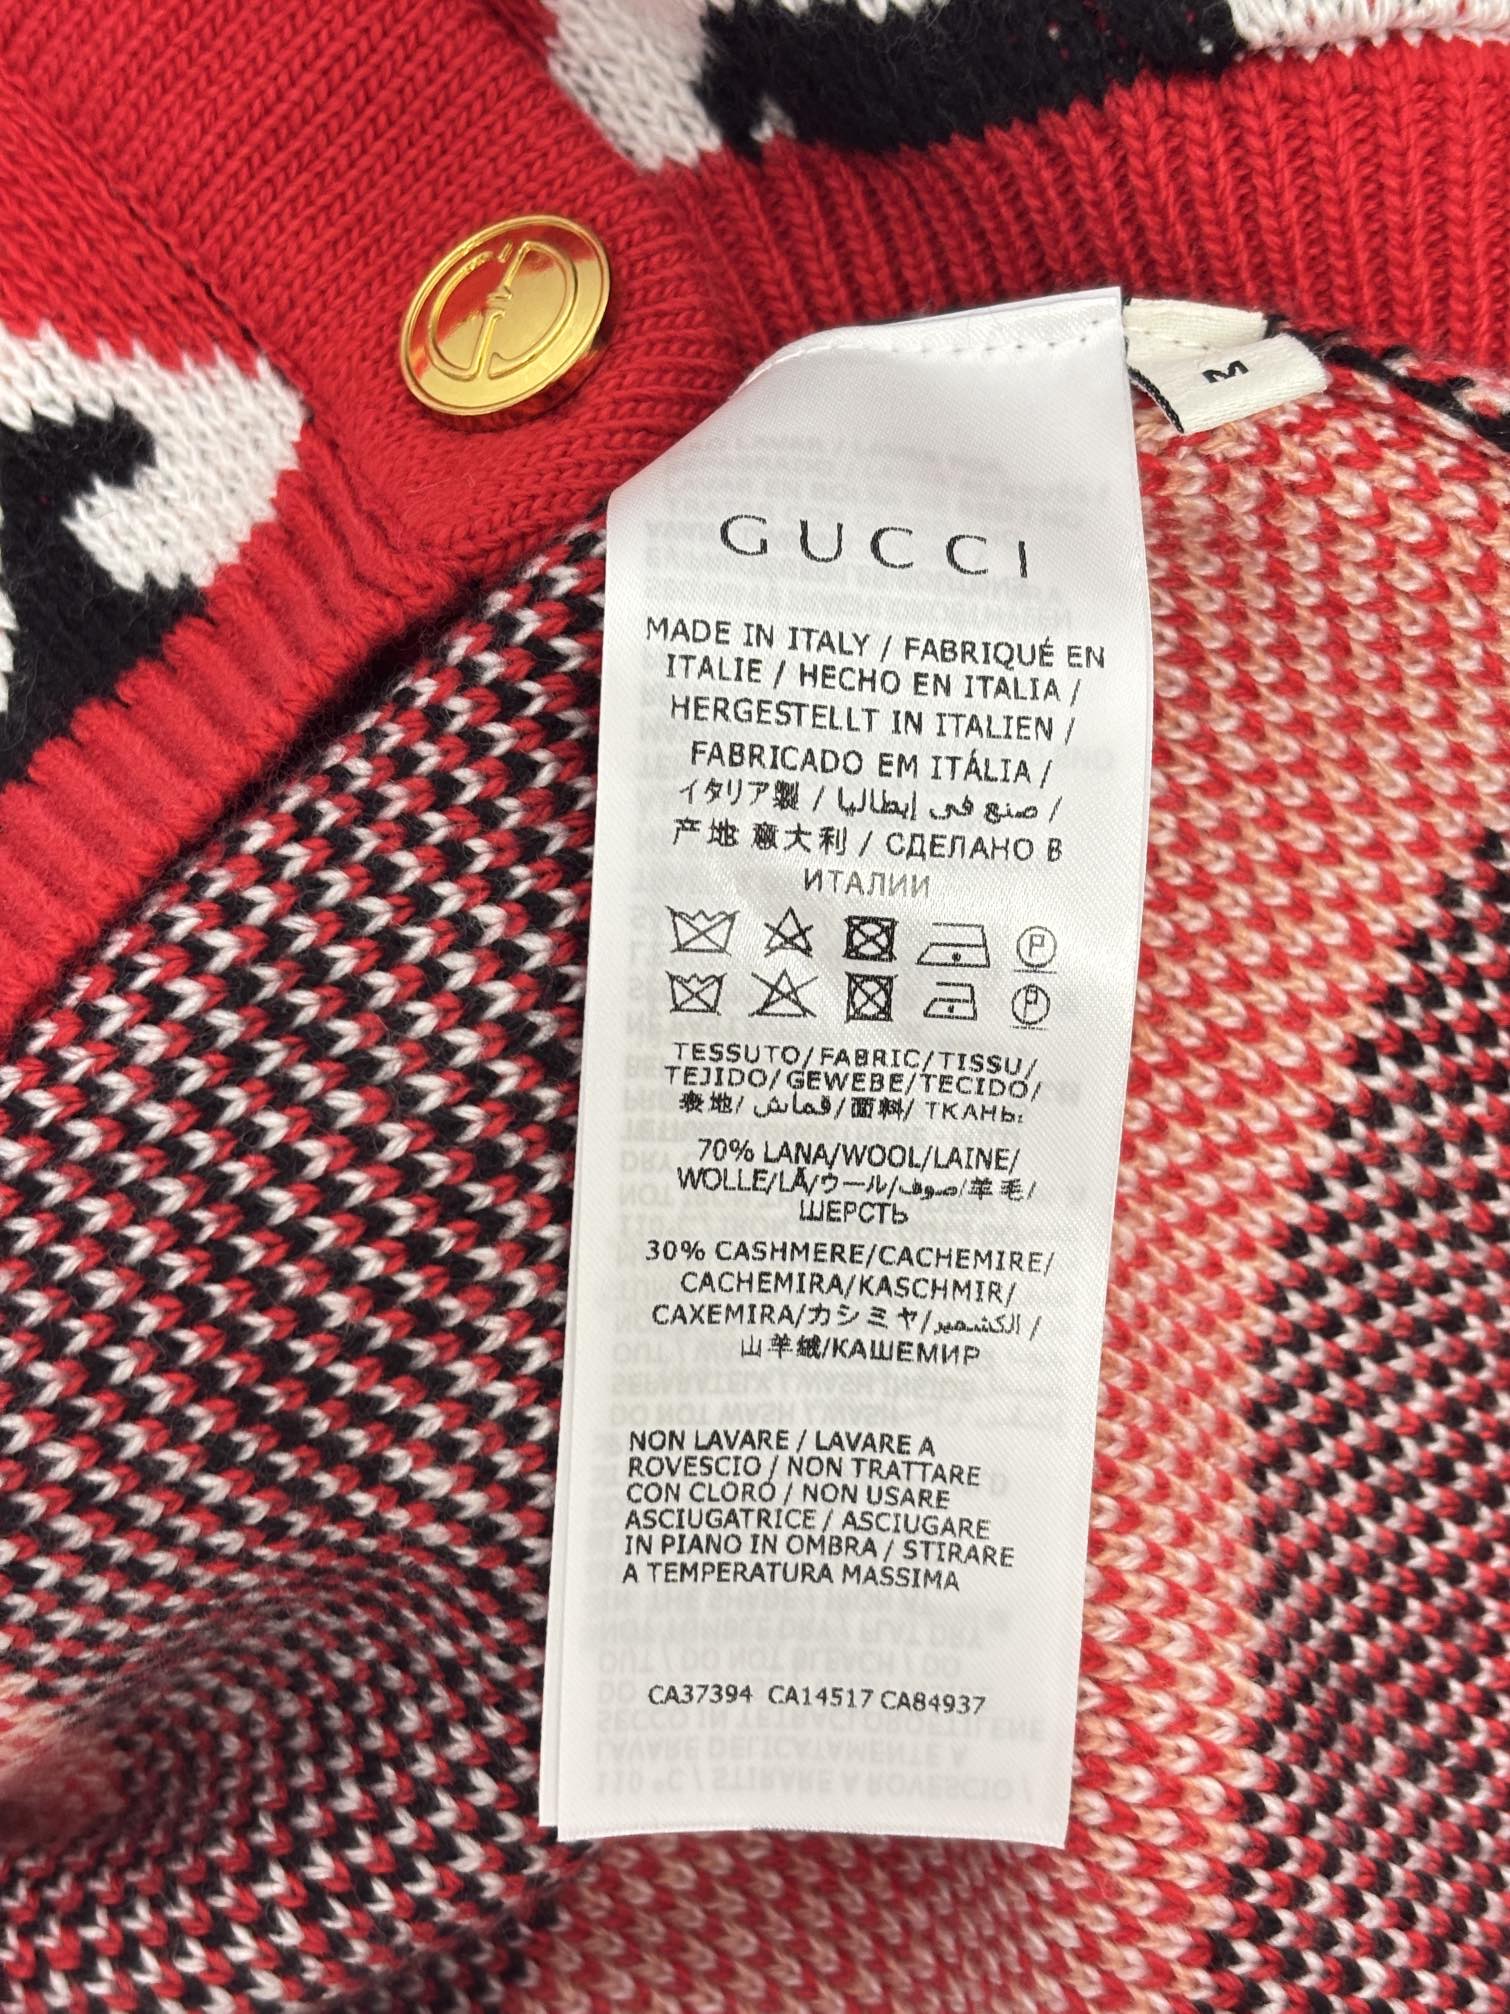 M
GUCCI
MADE IN ITALY / FABRIQUÉ EN
ITALIE / HECHO EN ITALIA /
HERGESTELLT IN ITALIEN /
FABRICADO EM ITÁLIA /
イタリア製 / صنع في إيطاليا /
产地 意大利 / СДЕЛАНО В
ИТАЛИИ
P
P
TESSUTO/FABRIC/TISSU/
TEJIDO/GEWEBE/TECIDO/
表地/ قماش/面料/ ТКАНЬ:
70% LANA/WOOL/LAINE/
WOLLE/LÃ/ウール/صوف/羊毛/
ШЕРСТЬ
30% CASHMERE/CACHEMIRE/
CACHEMIRA/KASCHMIR/
CAXEMIRA/カシミヤ/الكشمير /
山羊绒/КАШЕМИР
NON LAVARE / LAVARE A
ROVESCIO / NON TRATTARE
CON CLORO / NON USARE
ASCIUGATRICE / ASCIUGARE
IN PIANO IN OMBRA / STIRARE
A TEMPERATURA MASSIMA
CA37394 CA14517 CA84937